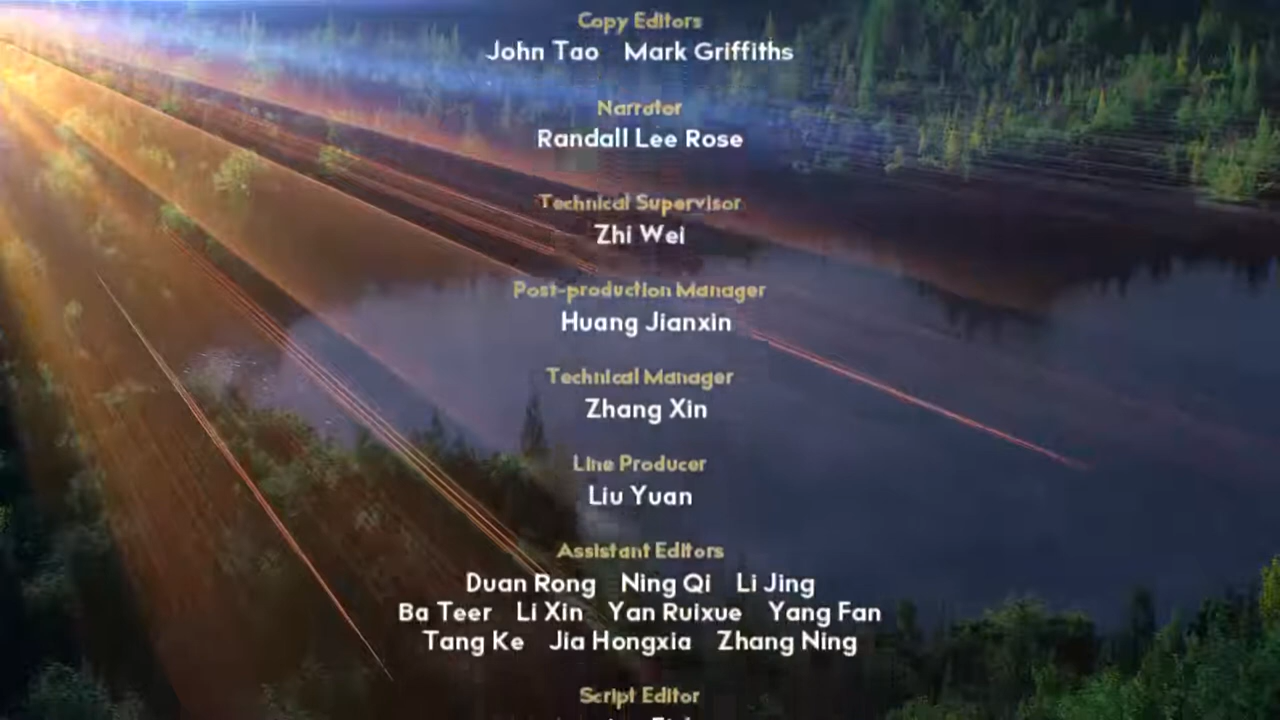 Copy Editors
John Tao Mark Griffiths
Narrator
Randall Lee Rose
Technical Supervisor
Zhi Wei
Post-production Manager
Huang Jianxin
Technical Manager
Zhang Xin
Line Producer
Liu Yuan
Assistant Editors
Duan Rong Ning Qi Li Jing
Ba Teer Li Xin Yan Ruixue Yang Fan
Tang Ke Jia Hongxia Zhang Ning
Script Editor